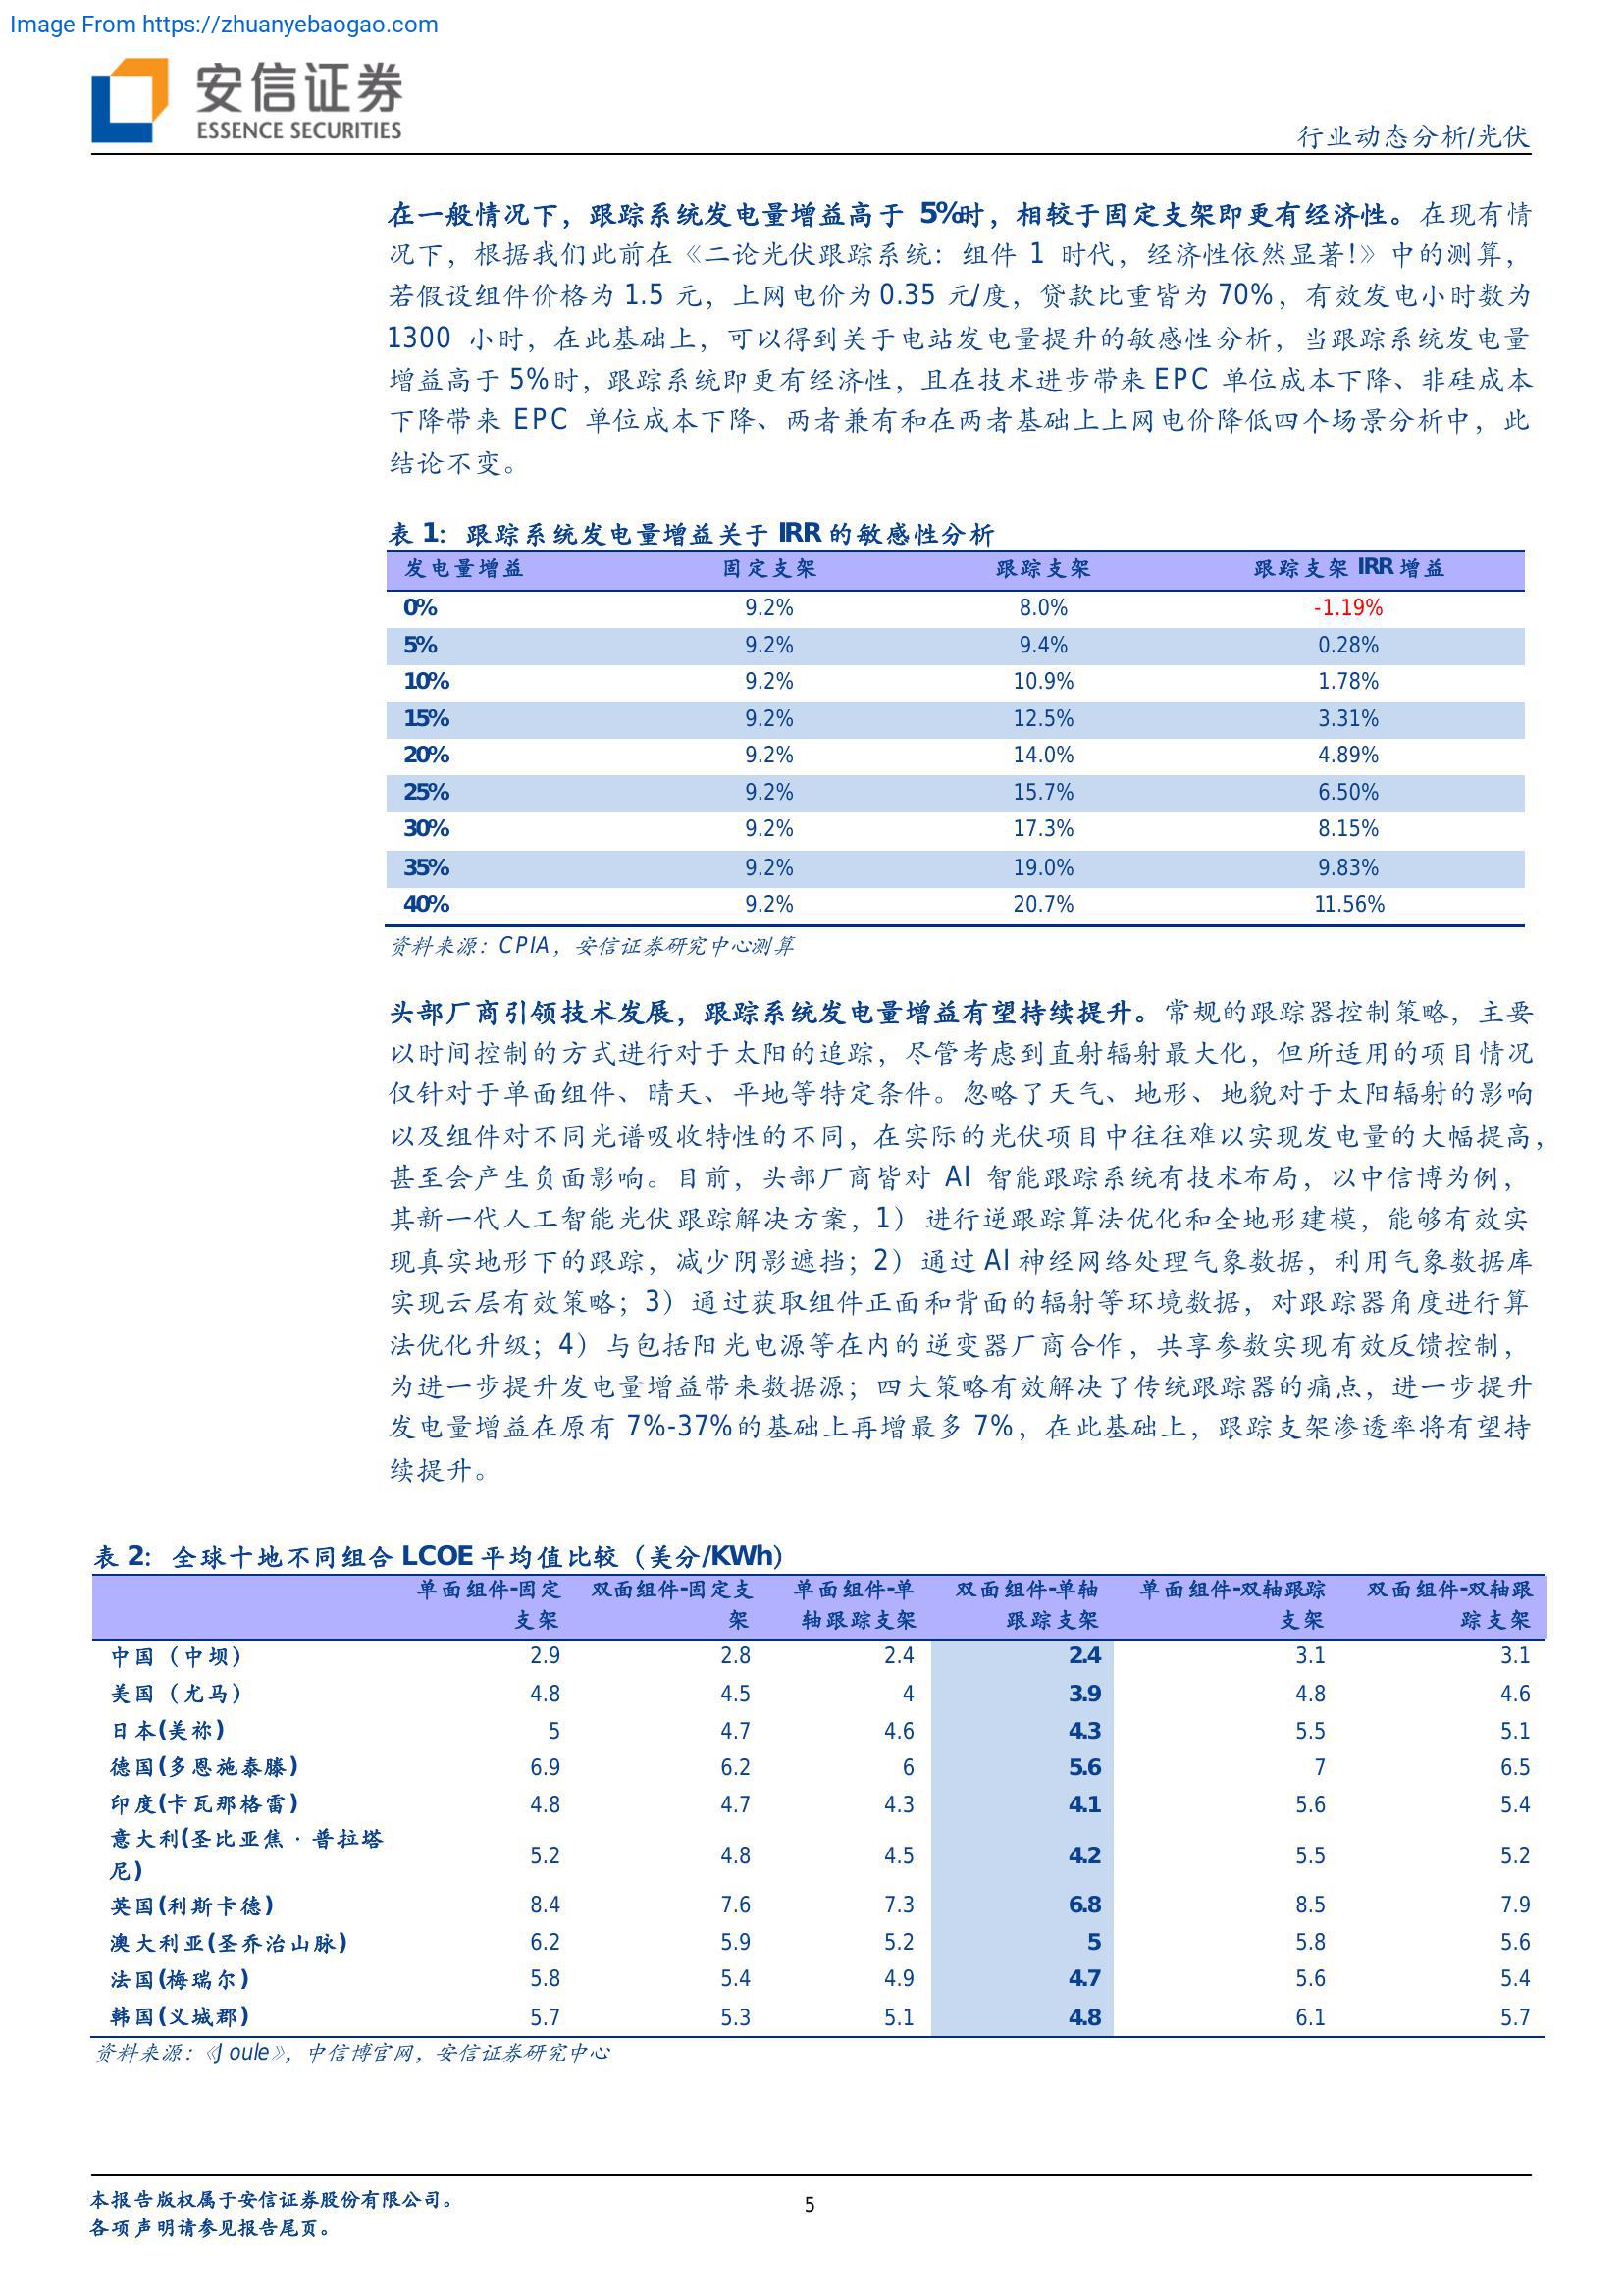 Image From https://zhuanyebaogao.com
安信证券
ESSENCE SECURITIES
行业动态分析/光伏
在一般情况下，跟踪系统发电量增益高于 5%时，相较于固定支架即更有经济性。在现有情
况下，根据我们此前在《二论光伏跟踪系统：组件 1 时代，经济性依然显著！》中的测算，
若假设组件价格为 1.5 元，上网电价为 0.35 元/度，贷款比重皆为 70%，有效发电小时数为
1300 小时，在此基础上，可以得到关于电站发电量提升的敏感性分析，当跟踪系统发电量
增益高于 5%时，跟踪系统即更有经济性，且在技术进步带来 EPC 单位成本下降、非硅成本
下降带来 EPC 单位成本下降、两者兼有和在两者基础上上网电价降低四个场景分析中，此
结论不变。
表 1：跟踪系统发电量增益关于 IRR 的敏感性分析
发电量增益 固定支架 跟踪支架 跟踪支架 IRR 增益
0% 9.2% 8.0% -1.19%
5% 9.2% 9.4% 0.28%
10% 9.2% 10.9% 1.78%
15% 9.2% 12.5% 3.31%
20% 9.2% 14.0% 4.89%
25% 9.2% 15.7% 6.50%
30% 9.2% 17.3% 8.15%
35% 9.2% 19.0% 9.83%
40% 9.2% 20.7% 11.56%
资料来源：CPIA，安信证券研究中心测算
头部厂商引领技术发展，跟踪系统发电量增益有望持续提升。常规的跟踪器控制策略，主要
以时间控制的方式进行对于太阳的追踪，尽管考虑到直射辐射最大化，但所适用的项目情况
仅针对于单面组件、晴天、平地等特定条件。忽略了天气、地形、地貌对于太阳辐射的影响
以及组件对不同光谱吸收特性的不同，在实际的光伏项目中往往难以实现发电量的大幅提高，
甚至会产生负面影响。目前，头部厂商皆对 AI 智能跟踪系统有技术布局，以中信博为例，
其新一代人工智能光伏跟踪解决方案，1）进行逆跟踪算法优化和全地形建模，能够有效实
现真实地形下的跟踪，减少阴影遮挡；2）通过 AI 神经网络处理气象数据，利用气象数据库
实现云层有效策略；3）通过获取组件正面和背面的辐射等环境数据，对跟踪器角度进行算
法优化升级；4）与包括阳光电源等在内的逆变器厂商合作，共享参数实现有效反馈控制，
为进一步提升发电量增益带来数据源；四大策略有效解决了传统跟踪器的痛点，进一步提升
发电量增益在原有 7%-37%的基础上再增最多 7%，在此基础上，跟踪支架渗透率将有望持
续提升。
表 2：全球十地不同组合 LCOE 平均值比较（美分/KWh）
单面组件-固定 双面组件-固定支 单面组件-单 双面组件-单轴 单面组件-双轴跟踪 双面组件-双轴跟
支架 架 轴跟踪支架 跟踪支架 支架 踪支架
中国（中坝） 2.9 2.8 2.4 2.4 3.1 3.1
美国（尤马） 4.8 4.5 4 3.9 4.8 4.6
日本(美祢) 5 4.7 4.6 4.3 5.5 5.1
德国(多恩施泰滕) 6.9 6.2 6 5.6 7 6.5
印度(卡瓦那格雷) 4.8 4.7 4.3 4.1 5.6 5.4
意大利(圣比亚焦·普拉塔
尼) 5.2 4.8 4.5 4.2 5.5 5.2
英国(利斯卡德) 8.4 7.6 7.3 6.8 8.5 7.9
澳大利亚(圣乔治山脉) 6.2 5.9 5.2 5 5.8 5.6
法国(梅瑞尔) 5.8 5.4 4.9 4.7 5.6 5.4
韩国(义城郡) 5.7 5.3 5.1 4.8 6.1 5.7
资料来源：《Joule》，中信博官网，安信证券研究中心
本报告版权属于安信证券股份有限公司。
5
各项声明请参见报告尾页。